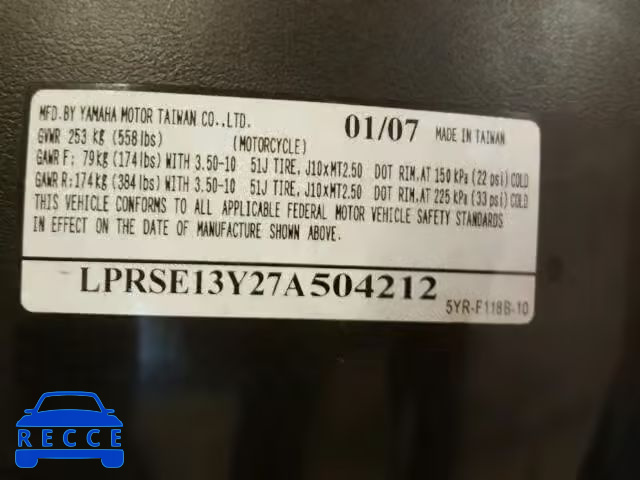 MFD.BY YAMAHA MOTOR TAIWAN CO.,LTD. 01/07 MADE IN TAIWAN
GVWR 253 kg (558 lbs) (MOTORCYCLE)
GAWR F: 79kg (174 lbs) WITH 3.50-10 51J TIRE, J10xMT2.50 DOT RIM,AT 150 kPa (22 psi) COLD
GAWR R:174kg (384 lbs) WITH 3.50-10 51J TIRE, J10xMT2.50 DOT RIM,AT 225 kPa (33 psi) COLD
THIS VEHICLE CONFORMS TO ALL APPLICABLE FEDERAL MOTOR VEHICLE SAFETY STANDARDS
IN EFFECT ON THE DATE OF MANUFACTURE SHOWN ABOVE.
LPRSE13Y27A504212
5YR-F118B-10
RECCE